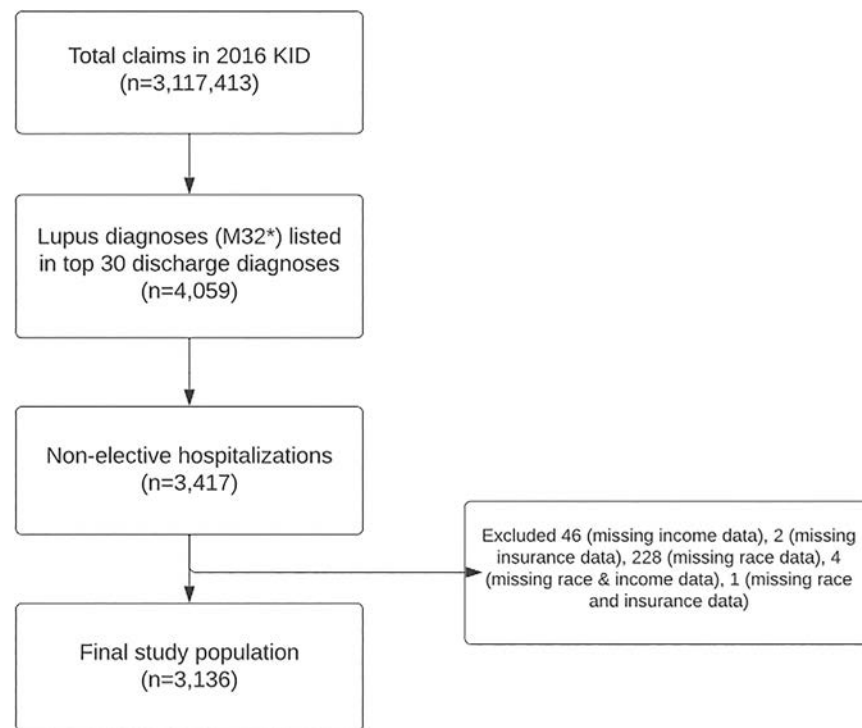 Total claims in 2016 KID
(n=3,117,413)
Lupus diagnoses (M32*) listed
in top 30 discharge diagnoses
(n=4,059)
Non-elective hospitalizations
(n=3,417)
Excluded 46 (missing income data), 2 (missing
insurance data), 228 (missing race data), 4
(missing race & income data), 1 (missing race
and insurance data)
Final study population
(n=3,136)